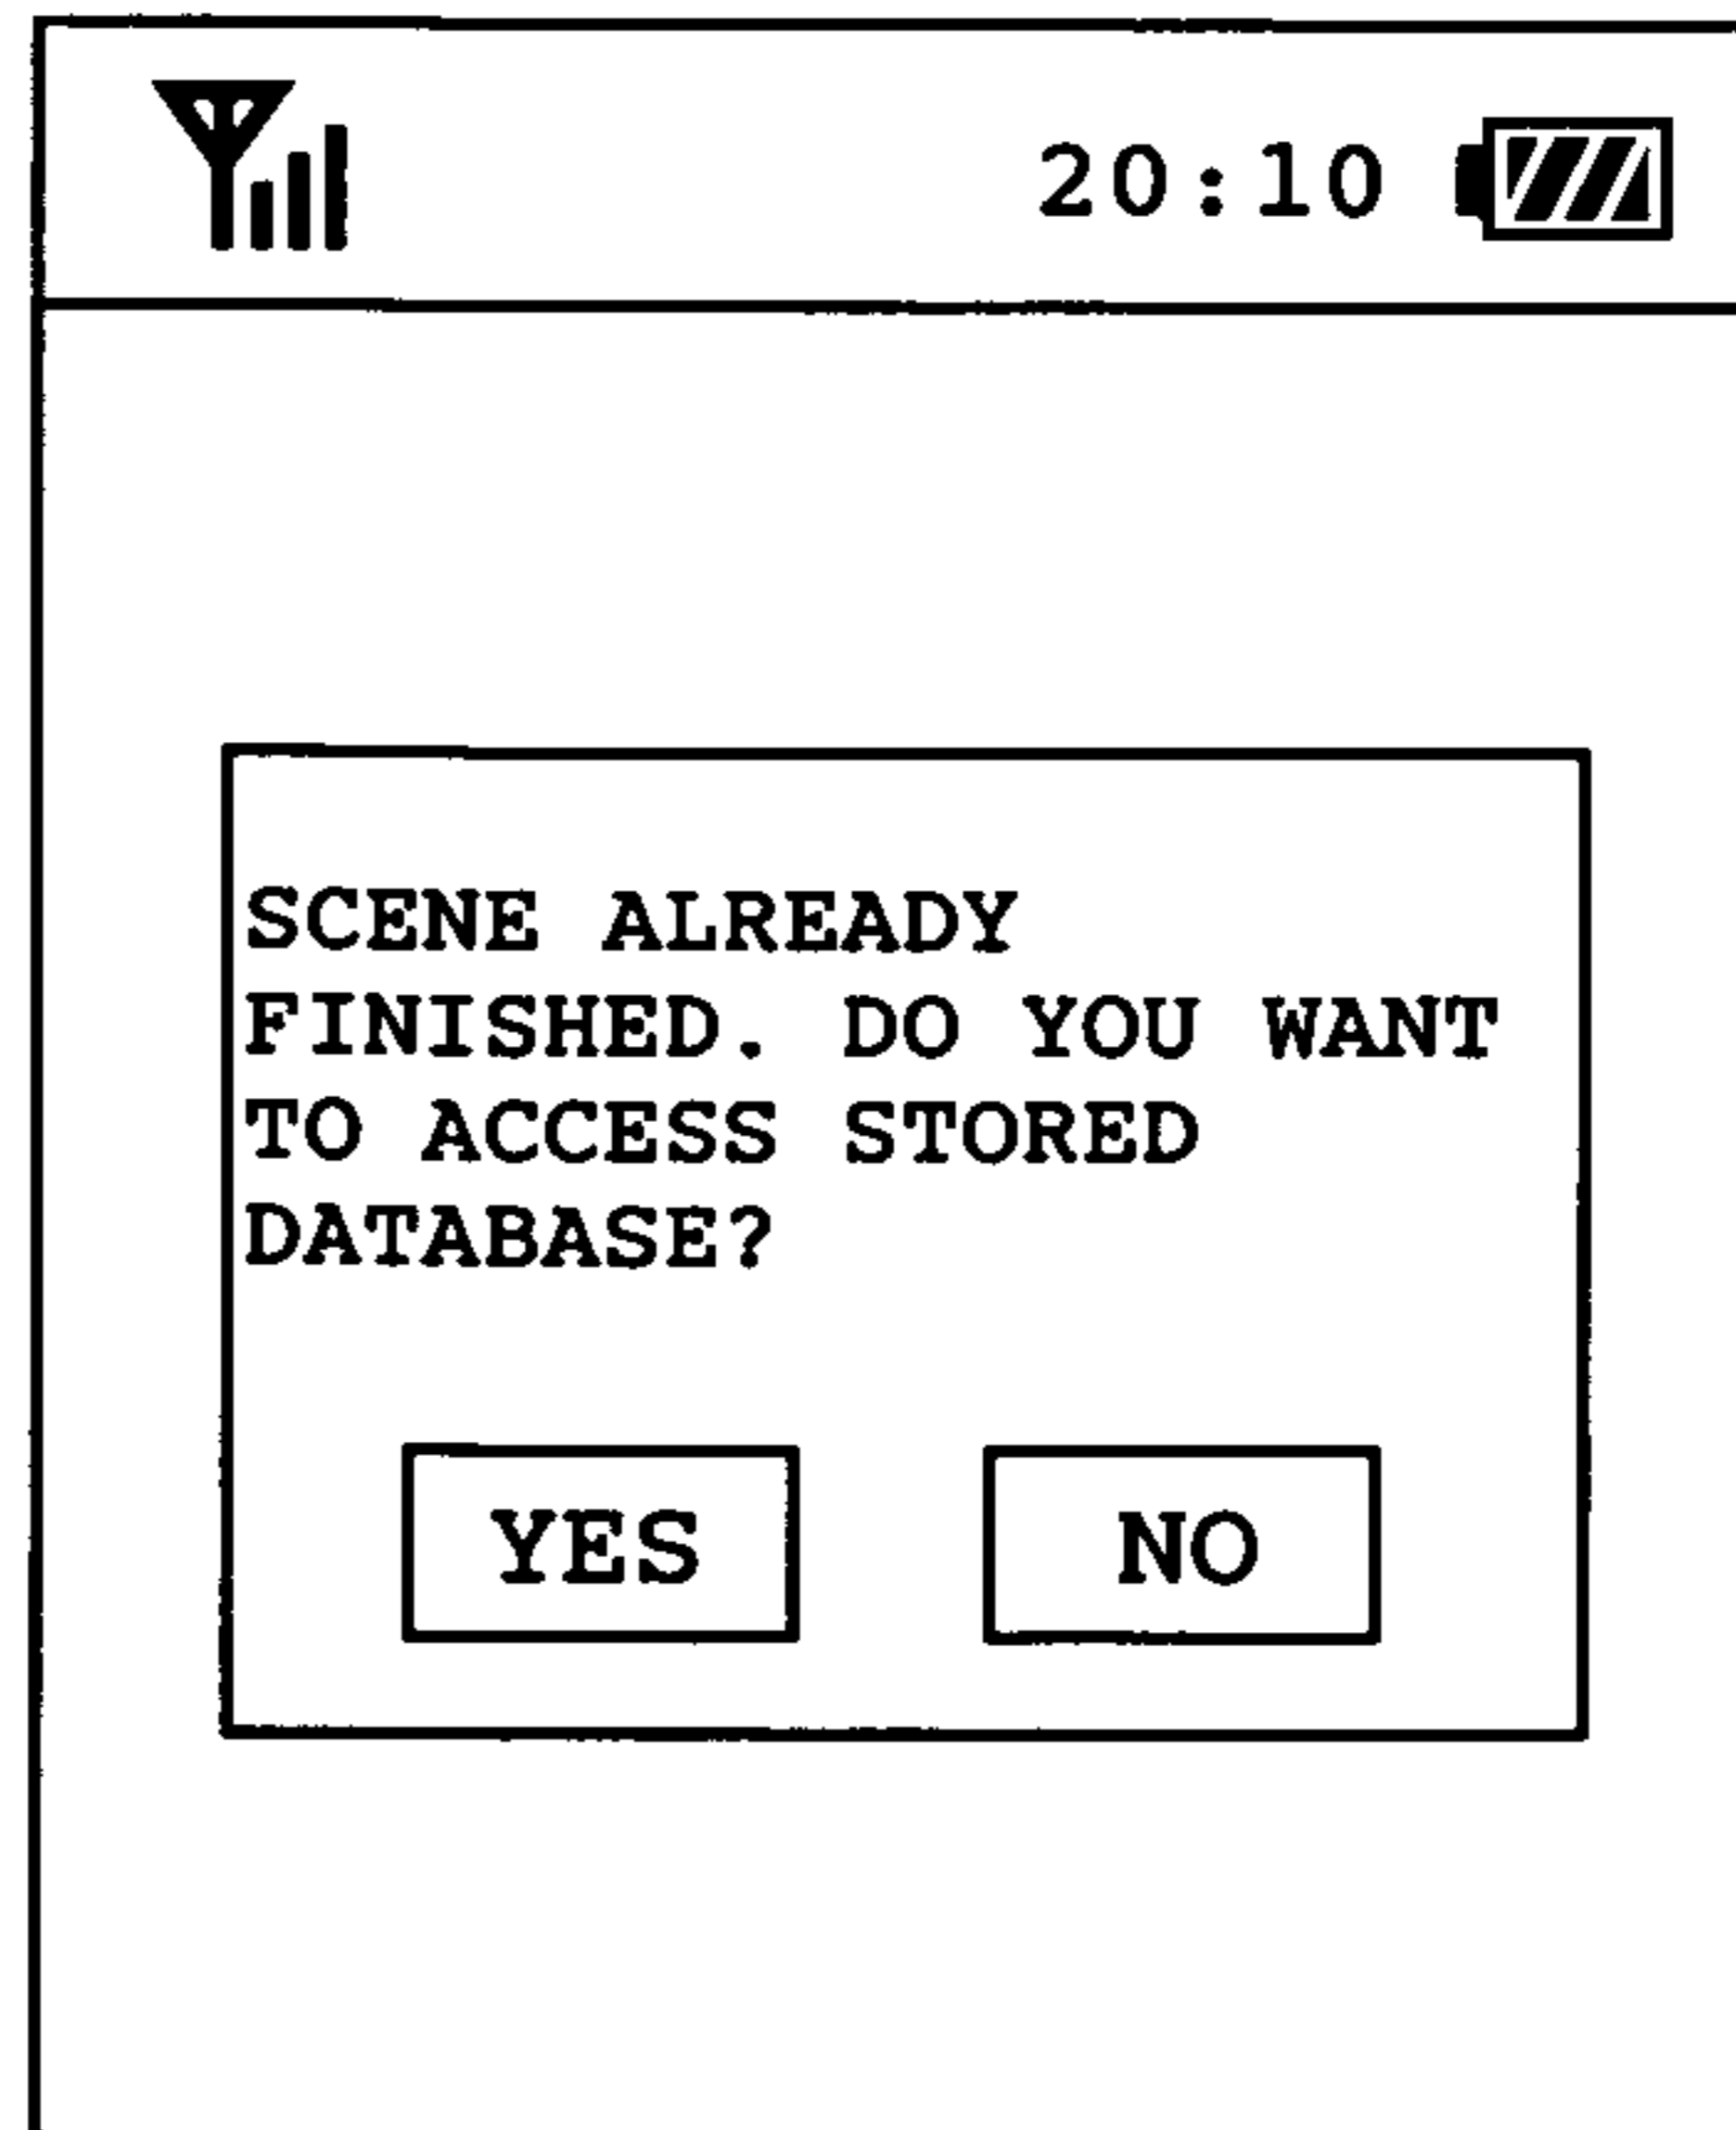 20:10
SCENE ALREADY
FINISHED. DO YOU WANT
TO ACCESS STORED
DATABASE?
YES NO